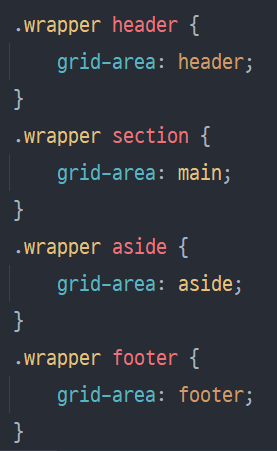 .wrapper header {
    grid-area: header;
}
.wrapper section {
    grid-area: main;
}
.wrapper aside {
    grid-area: aside;
}
.wrapper footer {
    grid-area: footer;
}